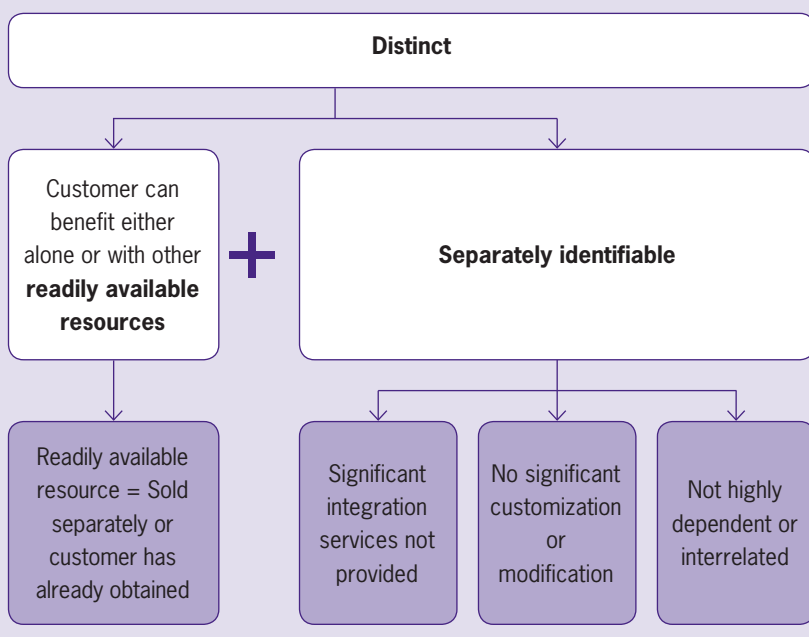 Distinct
Customer can
benefit either
alone or with other
readily available
resources
+
Separately identifiable
Readily available
resource = Sold
separately or
customer has
already obtained
Significant
integration
services not
provided
No significant
customization
or
modification
Not highly
dependent or
interrelated